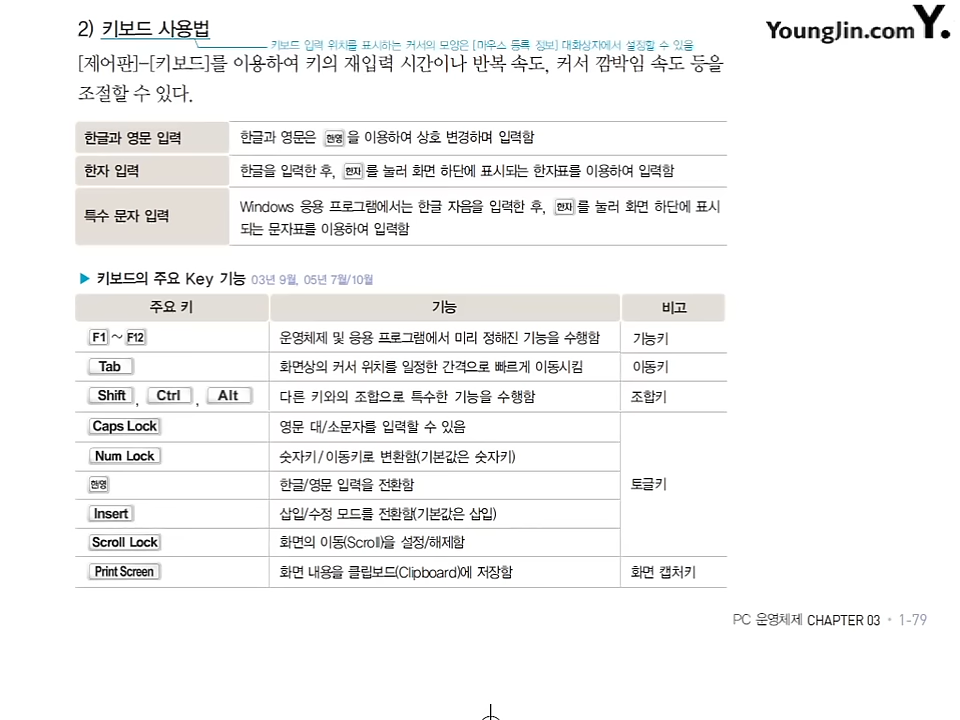 2) 키보드 사용법
YoungJin.com Y.
키보드 입력 위치를 표시하는 커서의 모양은 [마우스 등록 정보] 대화상자에서 설정할 수 있음
[제어판]-[키보드]를 이용하여 키의 재입력 시간이나 반복 속도, 커서 깜박임 속도 등을
조절할 수 있다.
한글과 영문 입력 한글과 영문은 한영 을 이용하여 상호 변경하며 입력함
한자 입력 한글을 입력한 후, 한자 를 눌러 화면 하단에 표시되는 한자표를 이용하여 입력함
특수 문자 입력 Windows 응용 프로그램에서는 한글 자음을 입력한 후, 한자 를 눌러 화면 하단에 표시
되는 문자표를 이용하여 입력함
▶ 키보드의 주요 Key 기능 03년 9월, 05년 7월/10월
주요 키 기능 비고
F1 ~ F12 운영체제 및 응용 프로그램에서 미리 정해진 기능을 수행함 기능키
Tab 화면상의 커서 위치를 일정한 간격으로 빠르게 이동시킴 이동키
Shift, Ctrl, Alt 다른 키와의 조합으로 특수한 기능을 수행함 조합키
Caps Lock 영문 대/소문자를 입력할 수 있음
Num Lock 숫자키/이동키로 변환함(기본값은 숫자키)
한영 한글/영문 입력을 전환함 토글키
Insert 삽입/수정 모드를 전환함(기본값은 삽입)
Scroll Lock 화면의 이동(Scroll)을 설정/해제함
Print Screen 화면 내용을 클립보드(Clipboard)에 저장함 화면 캡처키
PC 운영체제 CHAPTER 03 • 1-79